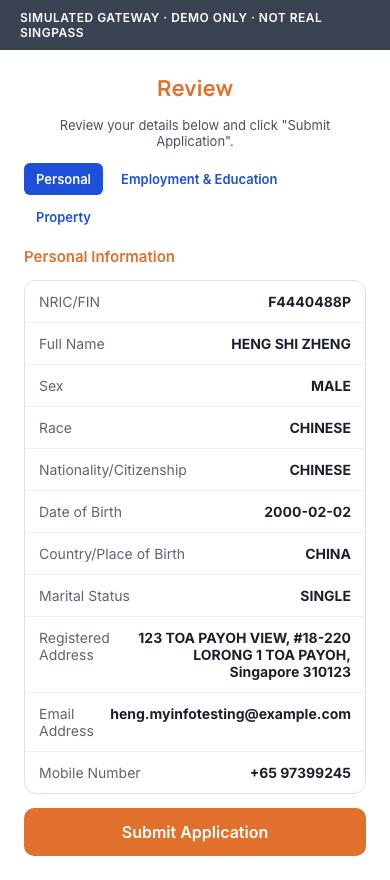 SIMULATED GATEWAY · DEMO ONLY · NOT REAL
SINGPASS
Review
Review your details below and click "Submit
Application".
Personal
Employment & Education
Property
Personal Information
NRIC/FIN F4440488P
Full Name HENG SHI ZHENG
Sex MALE
Race CHINESE
Nationality/Citizenship CHINESE
Date of Birth 2000-02-02
Country/Place of Birth CHINA
Marital Status SINGLE
Registered Address 123 TOA PAYOH VIEW, #18-220
LORONG 1 TOA PAYOH,
Singapore 310123
Email Address heng.myinfotesting@example.com
Mobile Number +65 97399245
Submit Application